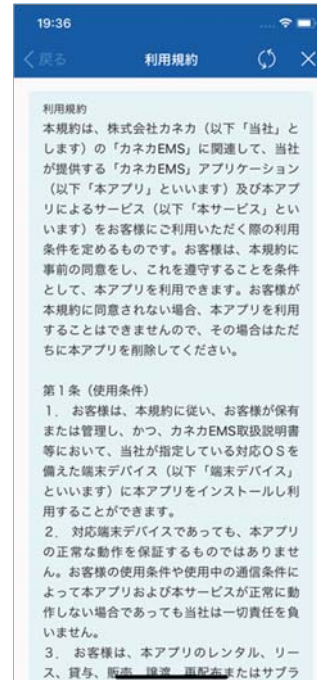 19:36
戻る
利用規約
利用規約
本規約は、株式会社カネカ（以下「当社」と
します）の「カネカEMS」に関連して、当社
が提供する「カネカEMS」アプリケーション
（以下「本アプリ」といいます）及び本アプ
リによるサービス（以下「本サービス」とい
います）をお客様にご利用いただく際の利用
条件を定めるものです。お客様は、本規約に
事前の同意をし、これを遵守することを条件
として、本アプリを利用できます。お客様が
本規約に同意されない場合、本アプリを利用
することはできませんので、その場合はただ
ちに本アプリを削除してください。
第1条（使用条件）
1． お客様は、本規約に従い、お客様が保有
または管理し、かつ、カネカEMS取扱説明書
等において、当社が指定している対応ＯＳを
備えた端末デバイス（以下「端末デバイス」
といいます）に本アプリをインストールし利
用することができます。
2． 対応端末デバイスであっても、本アプリ
の正常な動作を保証するものではありませ
ん。お客様の使用条件や使用中の通信条件に
よって本アプリおよび本サービスが正常に動
作しない場合であっても当社は一切責任を負
いません。
3． お客様は、本アプリのレンタル、リー
ス、貸与、販売、譲渡、再配布またはサブラ